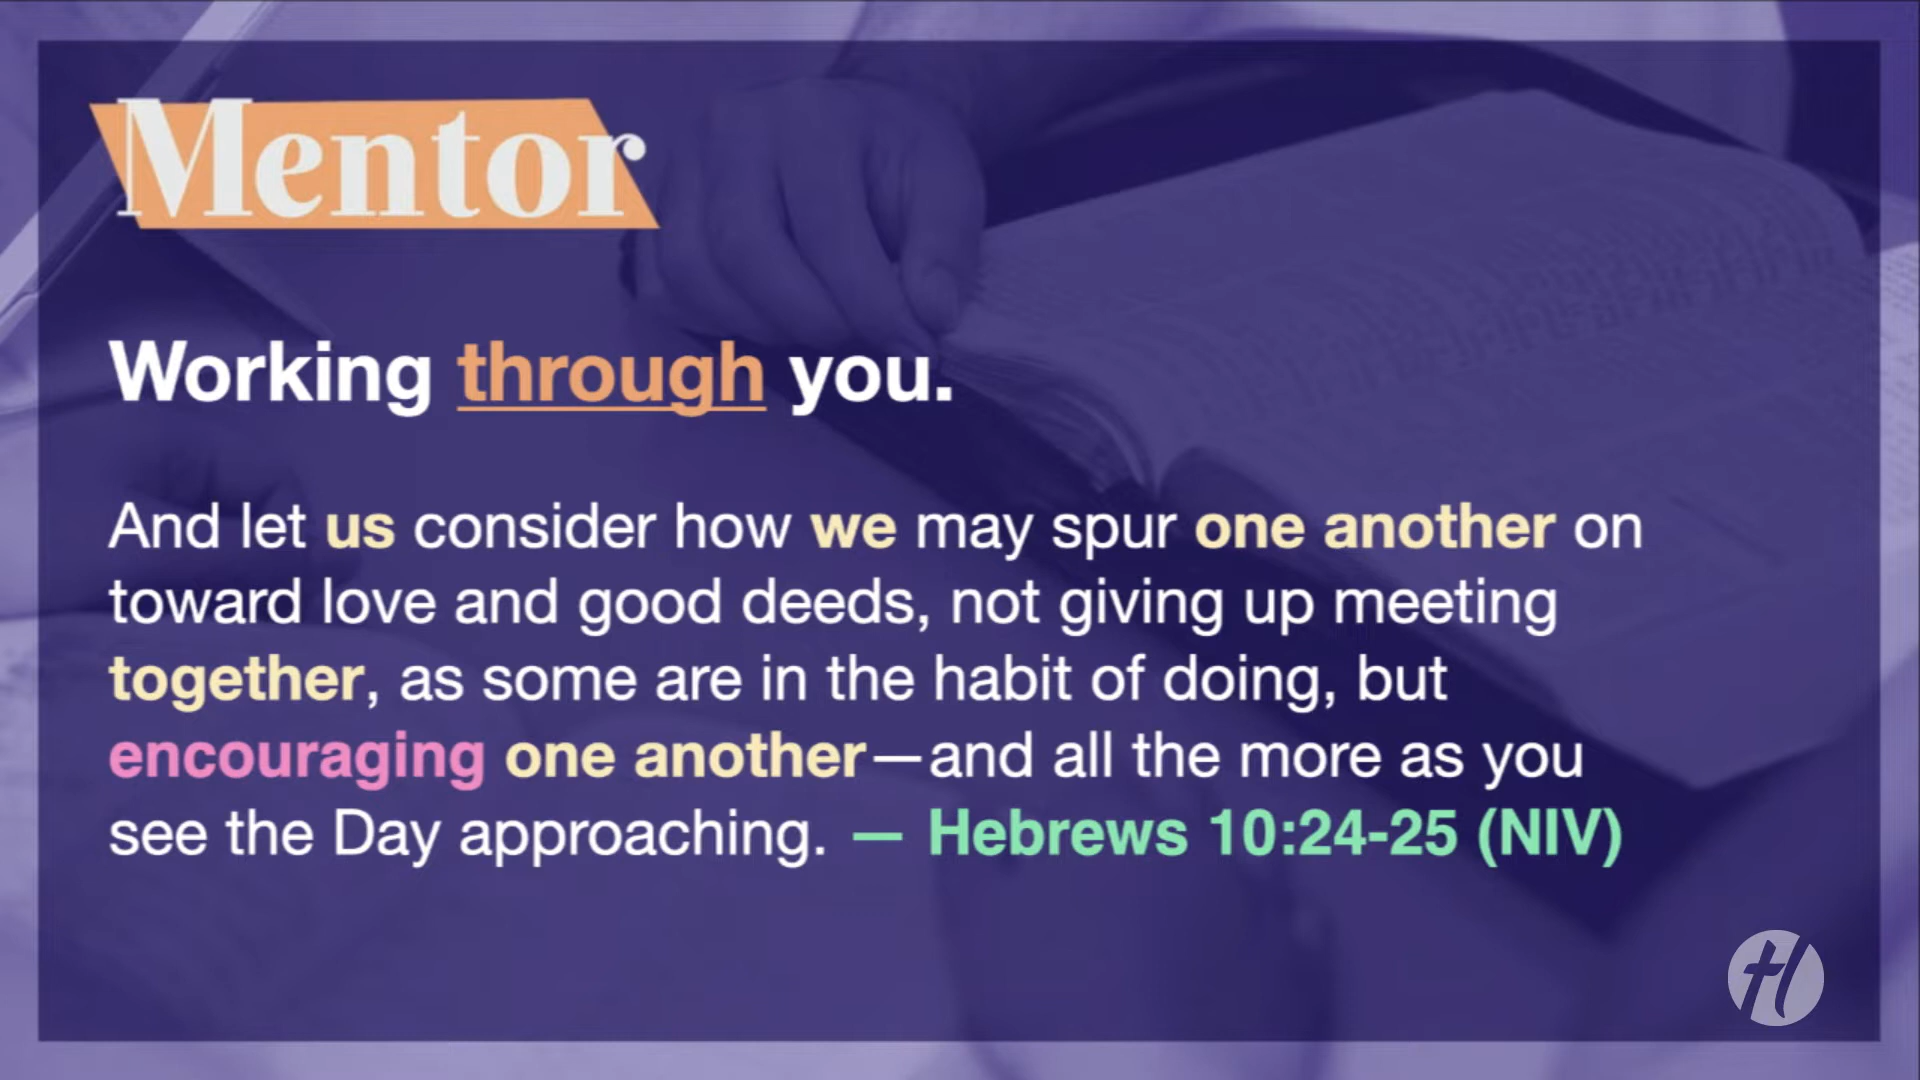 Mentor
Working through you.
And let us consider how we may spur one another on
toward love and good deeds, not giving up meeting
together, as some are in the habit of doing, but
encouraging one another—and all the more as you
see the Day approaching. — Hebrews 10:24-25 (NIV)